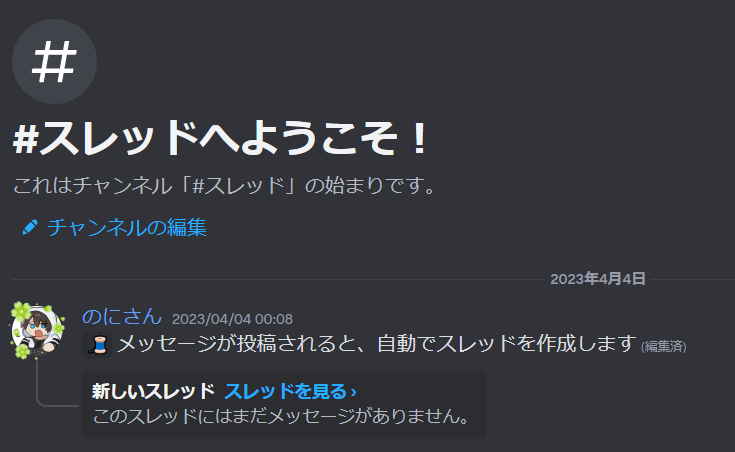 #スレッドへようこそ！
これはチャンネル「#スレッド」の始まりです。
チャンネルの編集
2023年4月4日
のにさん 2023/04/04 00:08
🧵 メッセージが投稿されると、自動でスレッドを作成します (編集済)
新しいスレッド スレッドを見る ›
このスレッドにはまだメッセージがありません。